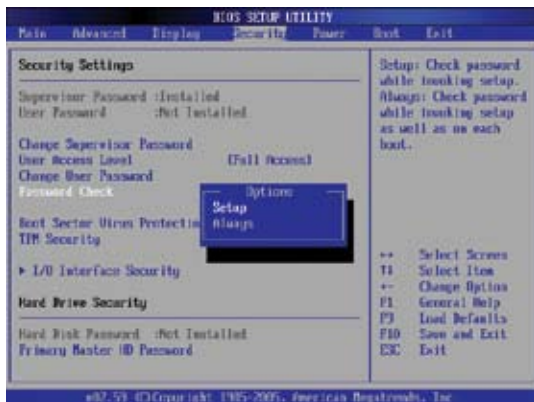 BIOS SETUP UTILITY
Main Advanced Display Security Power Boot Exit
Security Settings
Supervisor Password :Installed
User Password :Not Installed
Change Supervisor Password
User Access Level [Full Access]
Change User Password
Password Check
Boot Sector Virus Protection
TPM Security
I/O Interface Security
Hard Drive Security
Hard Disk Password :Not Installed
Primary Master HD Password
Options
Setup
Always
Setup: Check password
while invoking setup.
Always: Check password
while invoking setup
as well as on each
boot.
Select Screen
Select Item
+- Change Option
F1 General Help
F9 Load Defaults
F10 Save and Exit
ESC Exit
v02.59 (C)Copyright 1985-2005, American Megatrends, Inc